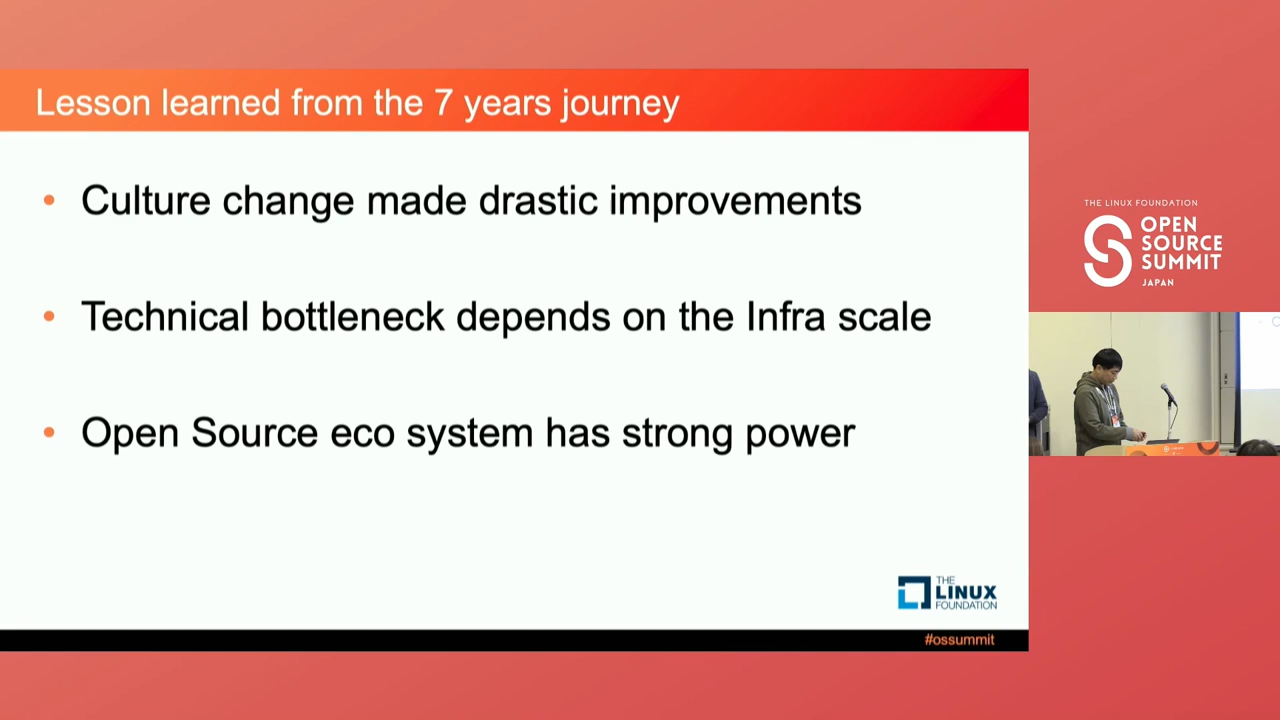 Lesson learned from the 7 years journey
• Culture change made drastic improvements
• Technical bottleneck depends on the Infra scale
• Open Source eco system has strong power
THE
LINUX
FOUNDATION
#ossummit
THE LINUX FOUNDATION
OPEN
SOURCE
SUMMIT
JAPAN